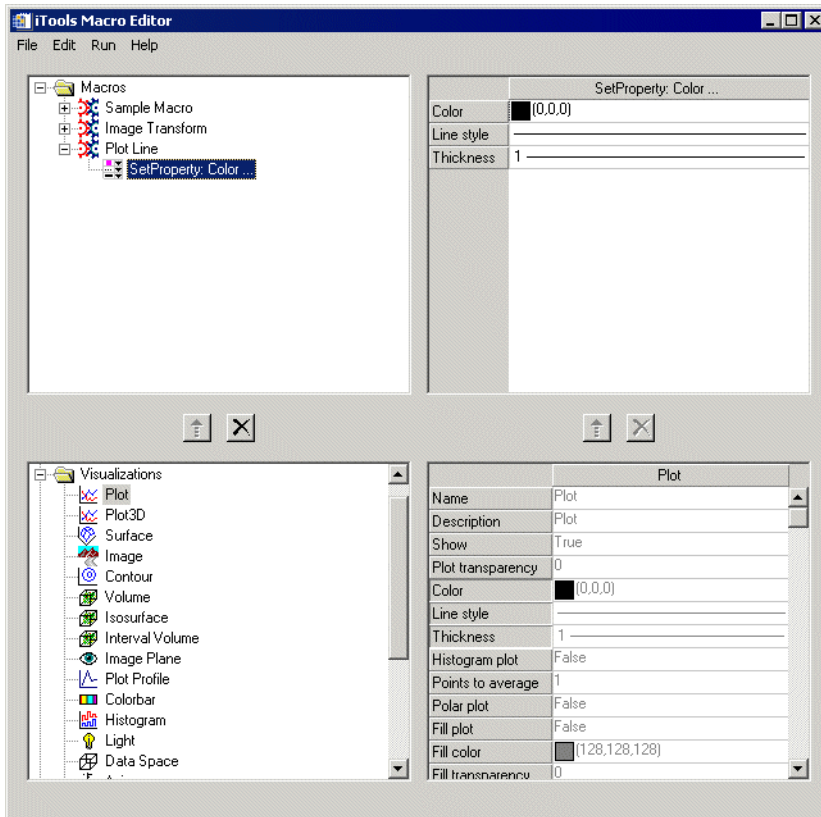 iTools Macro Editor
File Edit Run Help
Macros
Sample Macro
Image Transform
Plot Line
SetProperty: Color ...
SetProperty: Color ...
Color (0,0,0)
Line style
Thickness 1
Visualizations
Plot
Plot3D
Surface
Image
Contour
Volume
Isosurface
Interval Volume
Image Plane
Plot Profile
Colorbar
Histogram
Light
Data Space
Plot
Name Plot
Description Plot
Show True
Plot transparency 0
Color (0,0,0)
Line style
Thickness 1
Histogram plot False
Points to average 1
Polar plot False
Fill plot False
Fill color (128,128,128)
Fill transparency 0